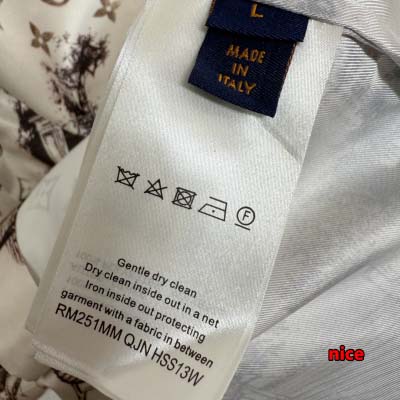 L
MADE
IN
ITALY
F
Gentle dry clean
Dry clean inside out in a net
Iron inside out protecting
garment with a fabric in between
RM251MM QJN HSS13W
nice